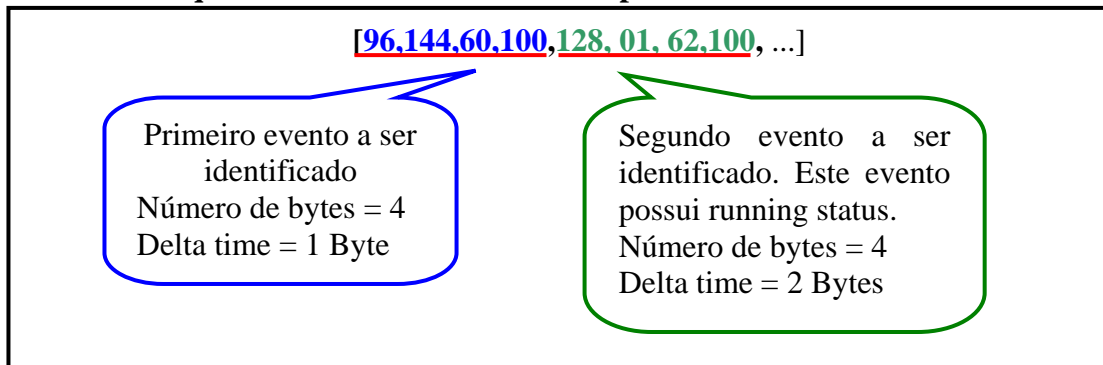 [96,144,60,100,128, 01, 62,100, ...]
Primeiro evento a ser
identificado
Número de bytes = 4
Delta time = 1 Byte
Segundo evento a ser
identificado. Este evento
possui running status.
Número de bytes = 4
Delta time = 2 Bytes